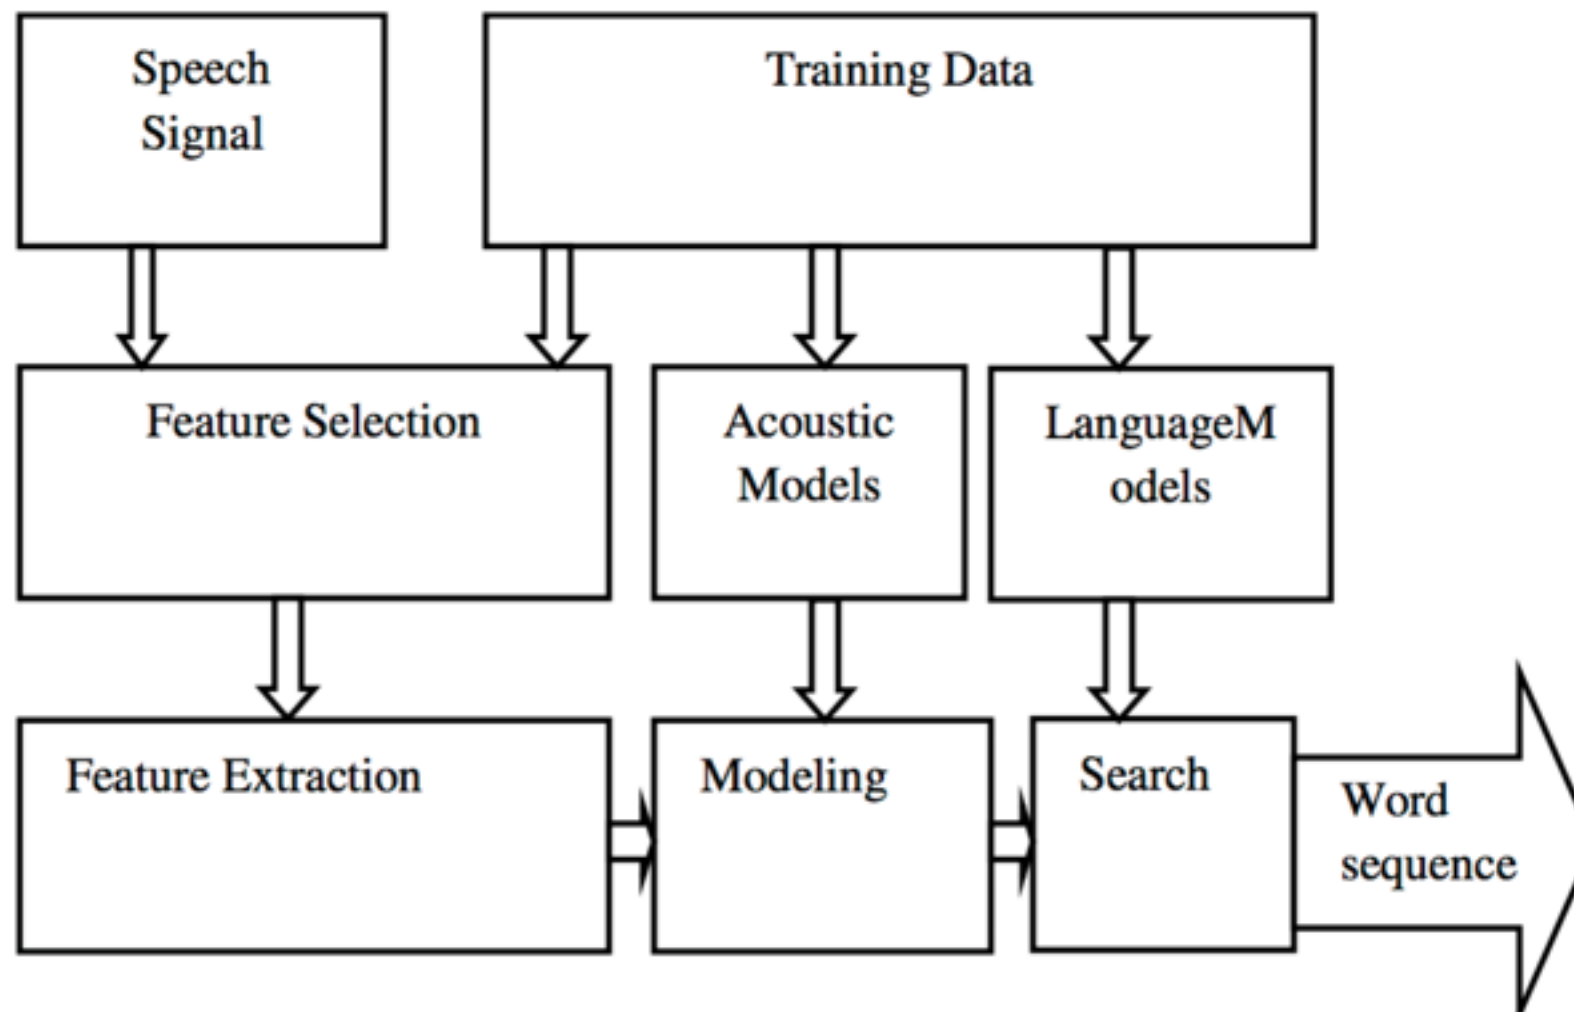 Speech
Signal
Training Data
Feature Selection
Acoustic
Models
LanguageM
odels
Feature Extraction
Modeling
Search
Word
sequence